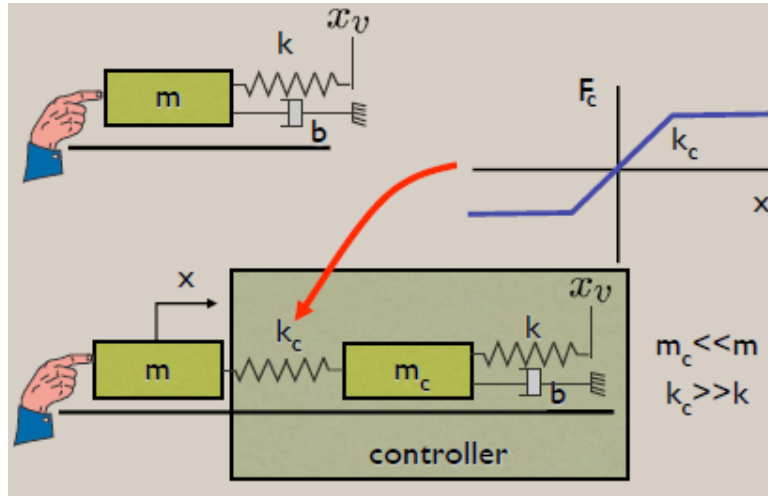 x_v
k
m
b
F_c
k_c
x
x
x_v
k_c
k
m
m_c
b
m_c<<m
k_c>>k
controller